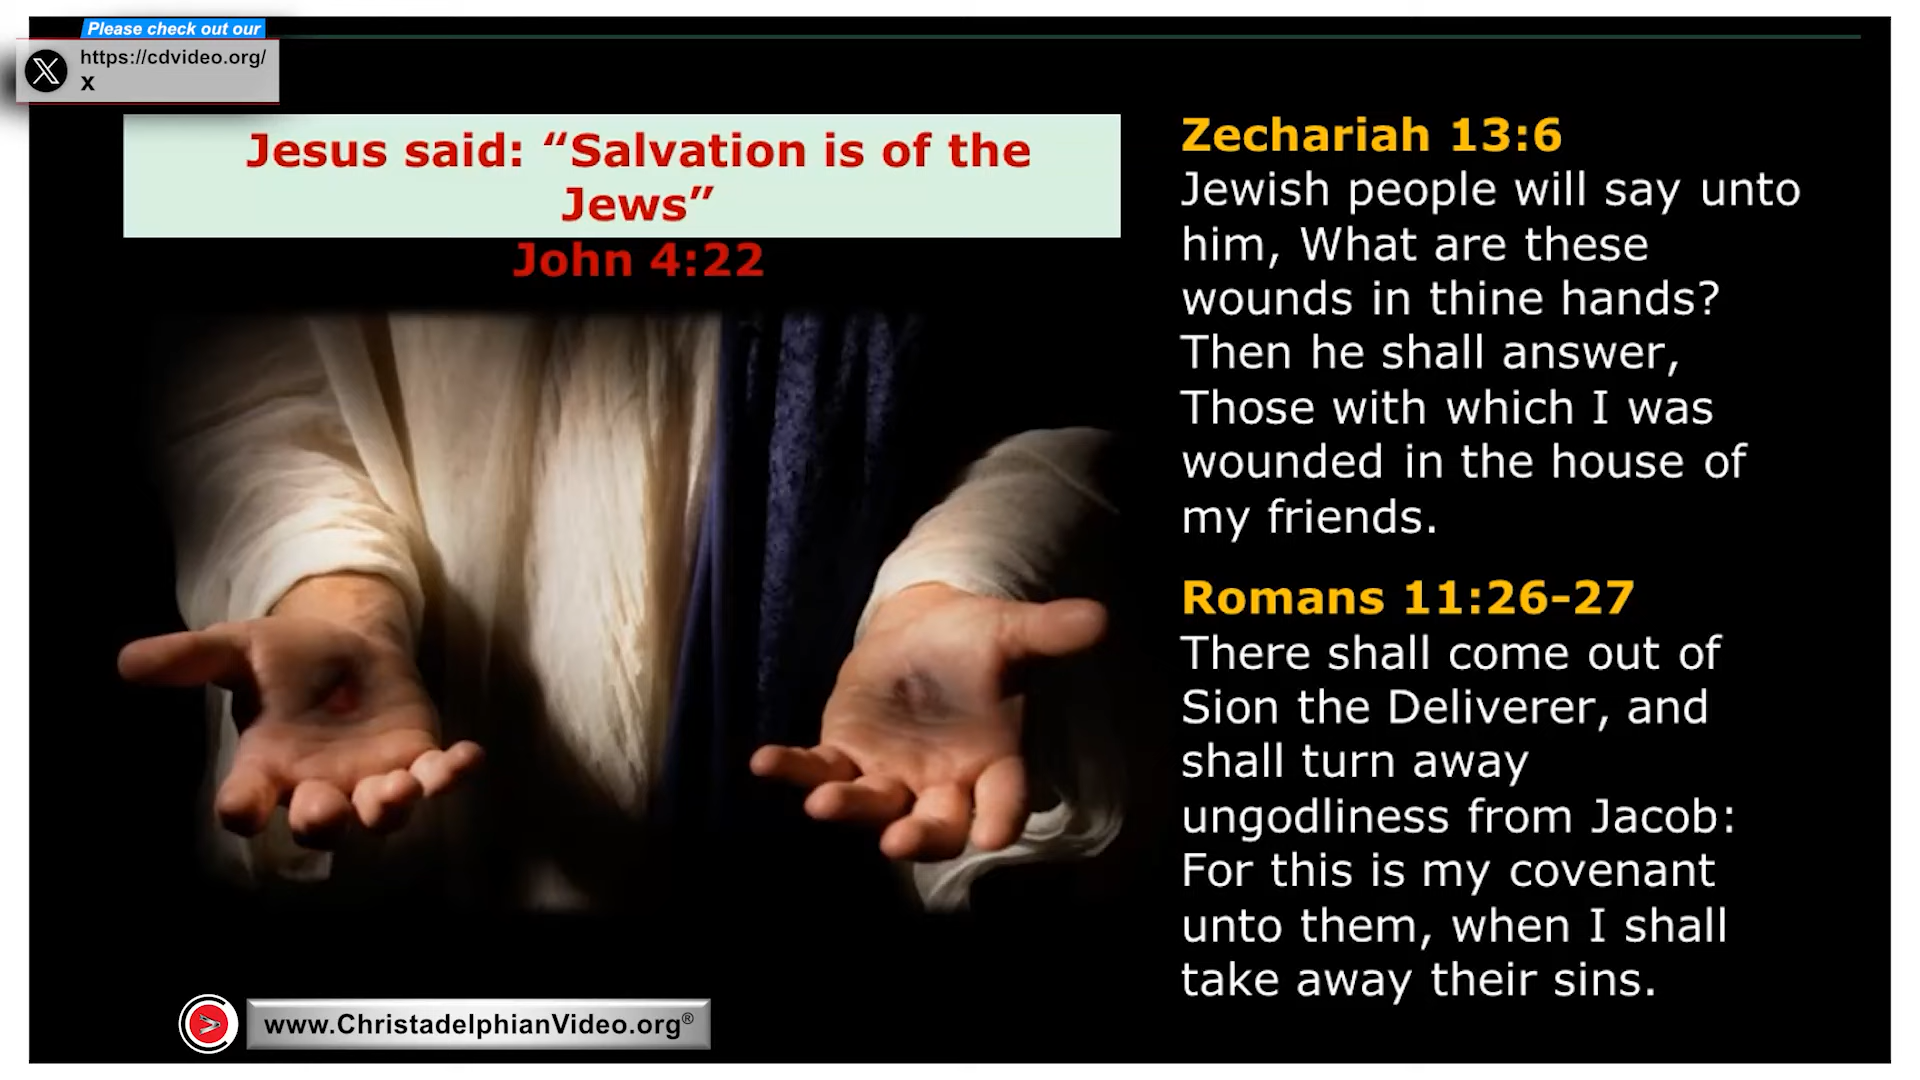 Please check out our
https://cdvideo.org/
x
Jesus said: “Salvation is of the
Jews”
John 4:22
Zechariah 13:6
Jewish people will say unto
him, What are these
wounds in thine hands?
Then he shall answer,
Those with which I was
wounded in the house of
my friends.
Romans 11:26-27
There shall come out of
Sion the Deliverer, and
shall turn away
ungodliness from Jacob:
For this is my covenant
unto them, when I shall
take away their sins.
www.ChristadelphianVideo.org®